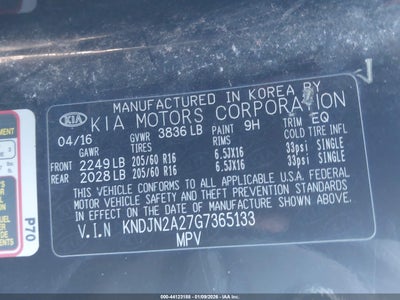 MANUFACTURED IN KOREA BY
KIA KIA MOTORS CORPORATION
04/16 GVWR 3836 LB PAINT 9H TRIM EQ
GAWR TIRES RIMS COLD TIRE INFL
FRONT 2249 LB 205/60 R16 6.5JX16 33psi SINGLE
REAR 2028 LB 205/60 R16 6.5JX16 33psi SINGLE
THIS VEHICLE CONFORMS TO ALL APPLICABLE U.S.A. FEDERAL
MOTOR VEHICLE SAFETY AND THEFT PREVENTION STANDARDS
IN EFFECT ON THE DATE OF MANUFACTURE SHOWN ABOVE.
V.I.N KNDJN2A27G7365133
MPV
P70
ID: 44123188 - 01/09/2026 - IAA